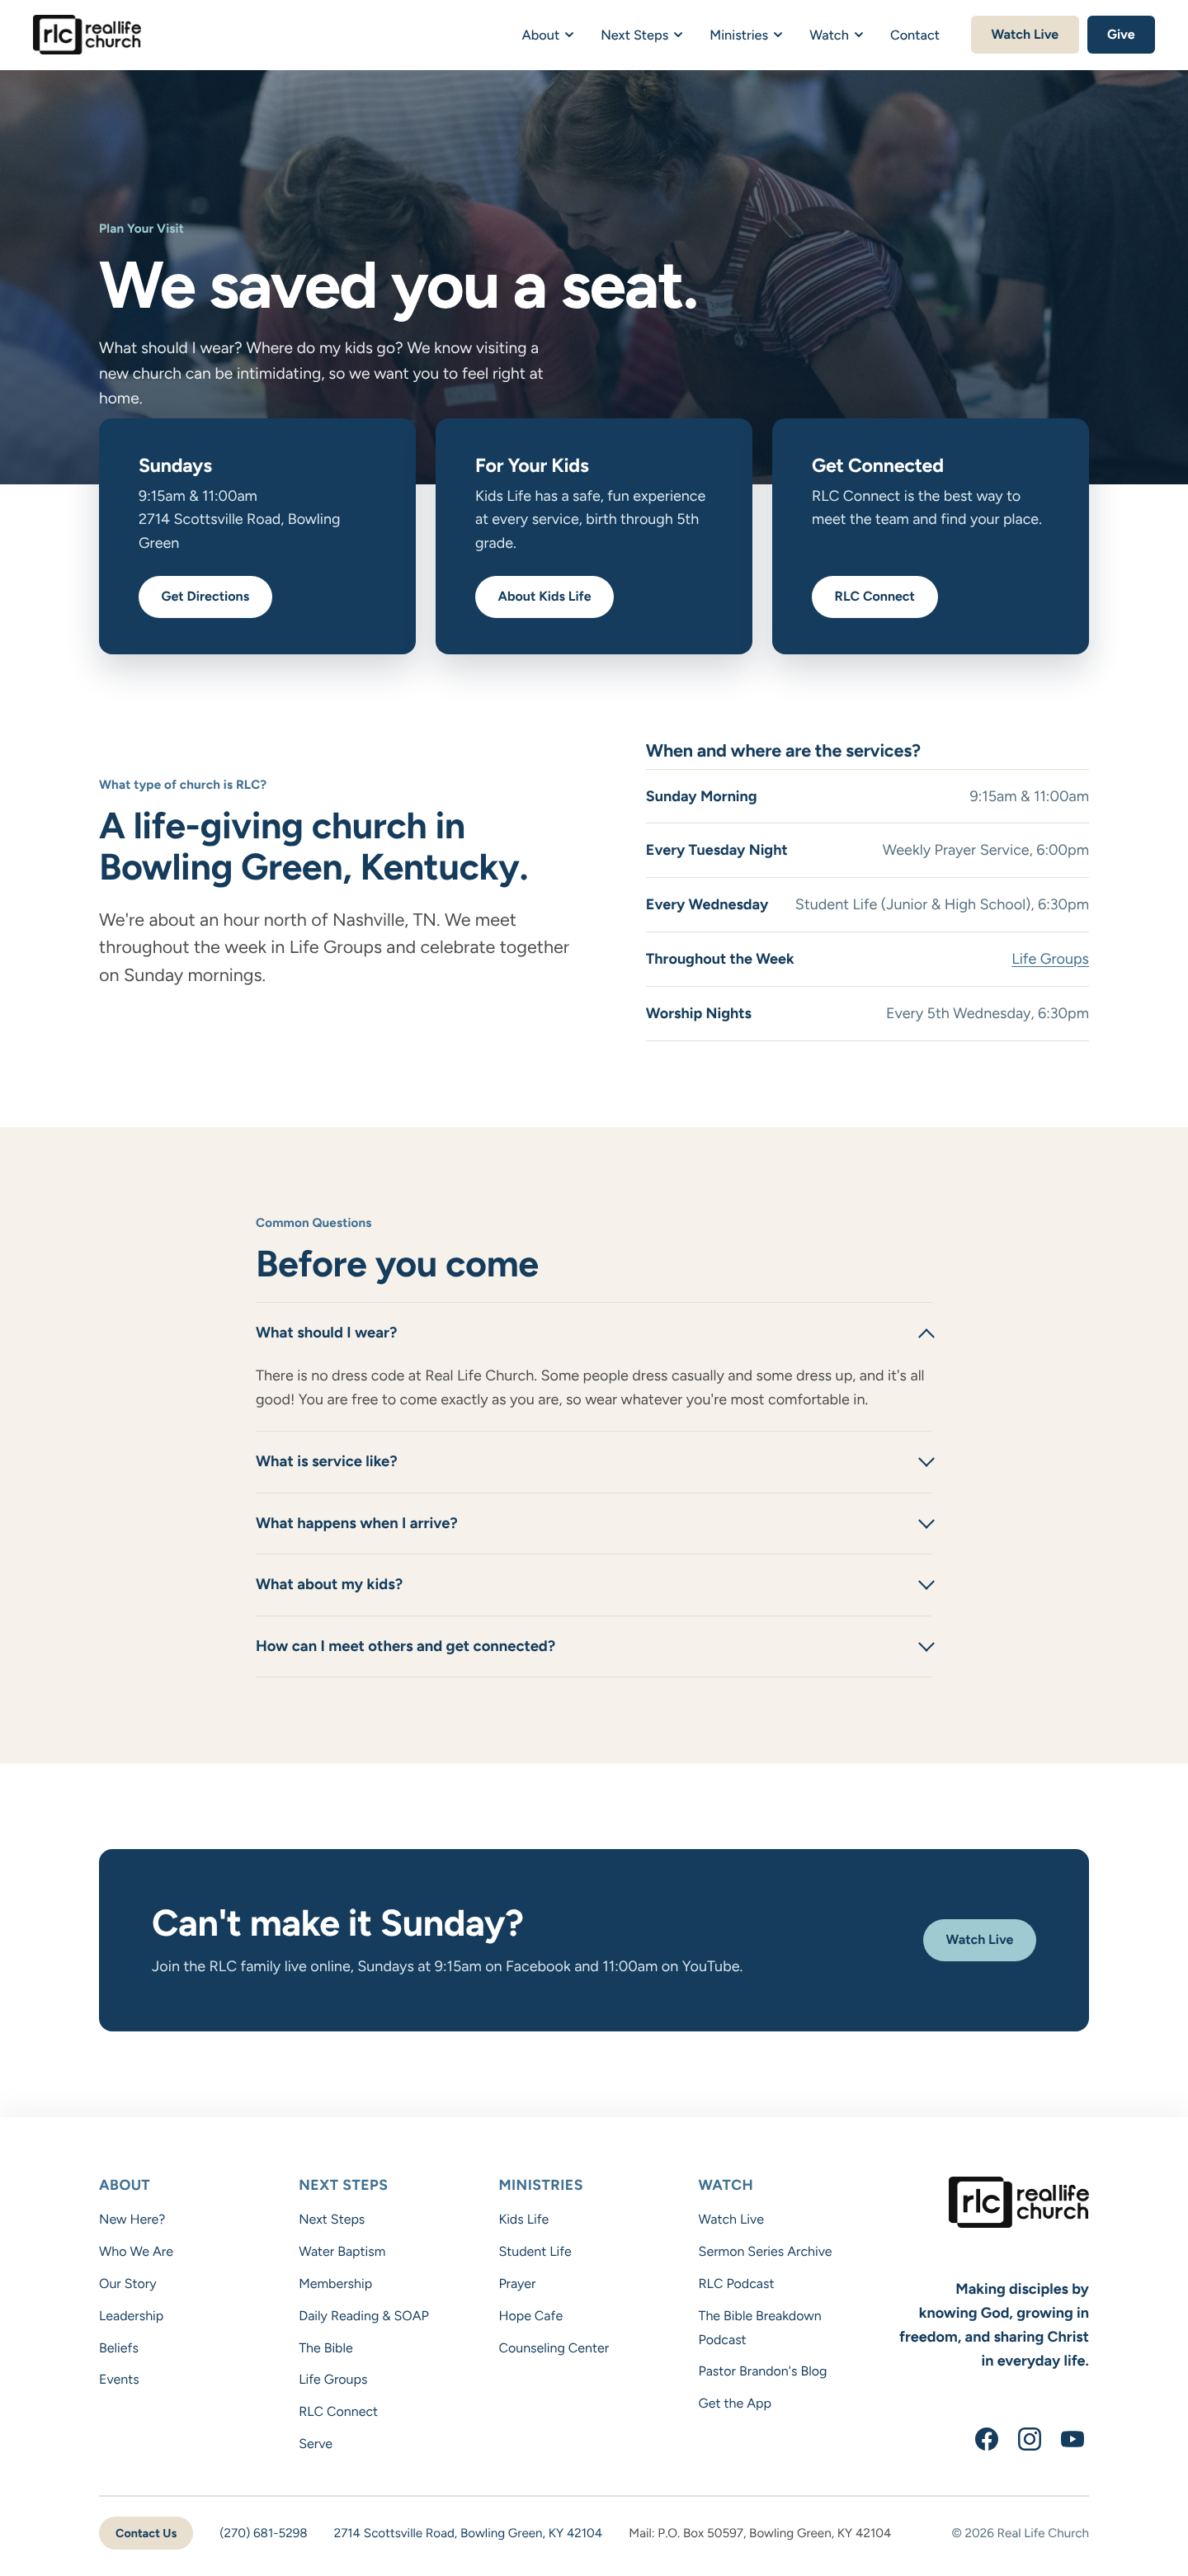 rlc reallife church
About
Next Steps
Ministries
Watch
Contact
Watch Live
Give
Plan Your Visit
We saved you a seat.
What should I wear? Where do my kids go? We know visiting a
new church can be intimidating, so we want you to feel right at
home.
Sundays
9:15am & 11:00am
2714 Scottsville Road, Bowling
Green
Get Directions
For Your Kids
Kids Life has a safe, fun experience
at every service, birth through 5th
grade.
About Kids Life
Get Connected
RLC Connect is the best way to
meet the team and find your place.
RLC Connect
What type of church is RLC?
A life-giving church in
Bowling Green, Kentucky.
We're about an hour north of Nashville, TN. We meet
throughout the week in Life Groups and celebrate together
on Sunday mornings.
When and where are the services?
Sunday Morning 9:15am & 11:00am
Every Tuesday Night Weekly Prayer Service, 6:00pm
Every Wednesday Student Life (Junior & High School), 6:30pm
Throughout the Week Life Groups
Worship Nights Every 5th Wednesday, 6:30pm
Common Questions
Before you come
What should I wear?
There is no dress code at Real Life Church. Some people dress casually and some dress up, and it's all
good! You are free to come exactly as you are, so wear whatever you're most comfortable in.
What is service like?
What happens when I arrive?
What about my kids?
How can I meet others and get connected?
Can't make it Sunday?
Join the RLC family live online, Sundays at 9:15am on Facebook and 11:00am on YouTube.
Watch Live
ABOUT
New Here?
Who We Are
Our Story
Leadership
Beliefs
Events
NEXT STEPS
Next Steps
Water Baptism
Membership
Daily Reading & SOAP
The Bible
Life Groups
RLC Connect
Serve
MINISTRIES
Kids Life
Student Life
Prayer
Hope Cafe
Counseling Center
WATCH
Watch Live
Sermon Series Archive
RLC Podcast
The Bible Breakdown
Podcast
Pastor Brandon's Blog
Get the App
rlc reallife church
Making disciples by
knowing God, growing in
freedom, and sharing Christ
in everyday life.
Contact Us
(270) 681-5298
2714 Scottsville Road, Bowling Green, KY 42104
Mail: P.O. Box 50597, Bowling Green, KY 42104
© 2026 Real Life Church